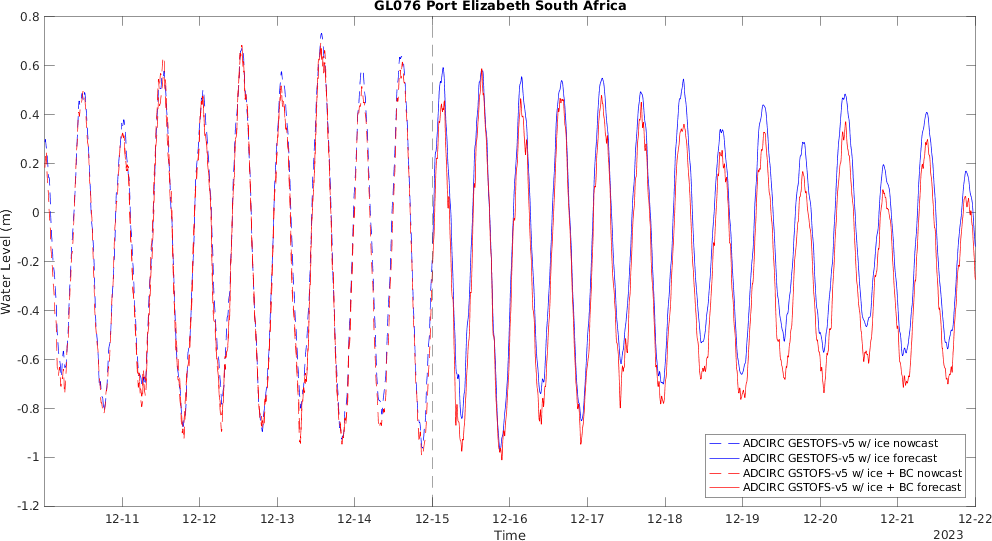 GL076 Port Elizabeth South Africa
0.8
0.6
0.4
0.2
0
-0.2
-0.4
-0.6
-0.8
-1
-1.2
Water Level (m)
ADCIRC GESTOFS-v5 w/ ice nowcast
ADCIRC GESTOFS-v5 w/ ice forecast
ADCIRC GSTOFS-v5 w/ ice + BC nowcast
ADCIRC GSTOFS-v5 w/ ice + BC forecast
12-11 12-12 12-13 12-14 12-15 12-16 12-17 12-18 12-19 12-20 12-21 12-22
Time
2023